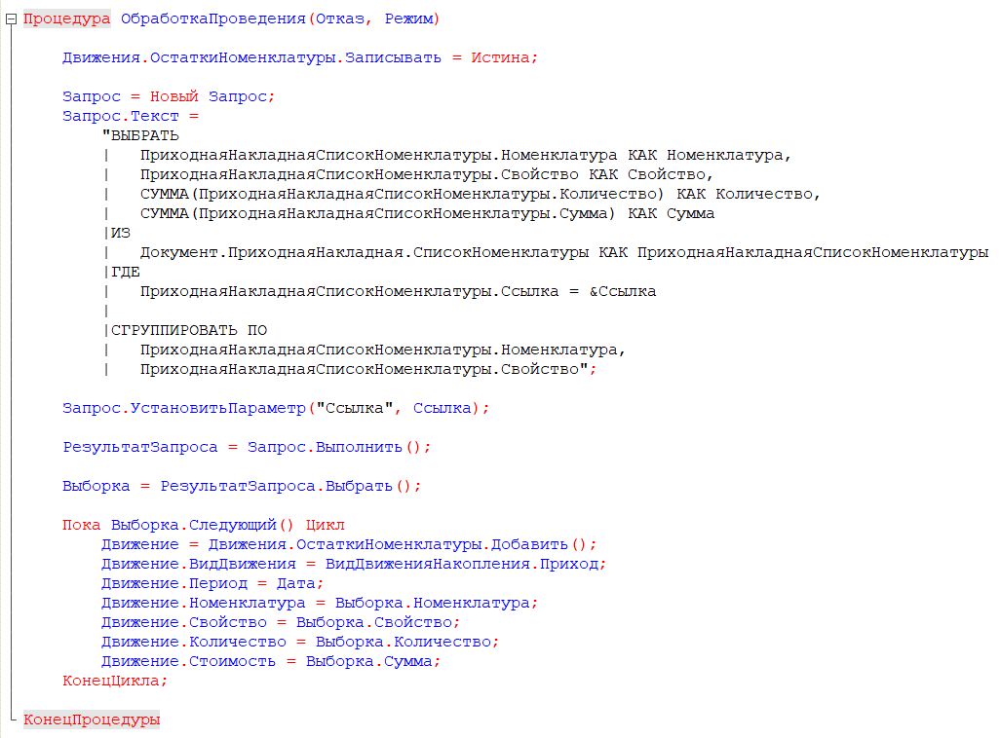 Процедура ОбработкаПроведения(Отказ, Режим)
Движения.ОстаткиНоменклатуры.Записывать = Истина;
Запрос = Новый Запрос;
Запрос.Текст =
"ВЫБРАТЬ
|   ПриходнаяНакладнаяСписокНоменклатуры.Номенклатура КАК Номенклатура,
|   ПриходнаяНакладнаяСписокНоменклатуры.Свойство КАК Свойство,
|   СУММА(ПриходнаяНакладнаяСписокНоменклатуры.Количество) КАК Количество,
|   СУММА(ПриходнаяНакладнаяСписокНоменклатуры.Сумма) КАК Сумма
|ИЗ
|   Документ.ПриходнаяНакладная.СписокНоменклатуры КАК ПриходнаяНакладнаяСписокНоменклатуры
|ГДЕ
|   ПриходнаяНакладнаяСписокНоменклатуры.Ссылка = &Ссылка
|
|СГРУППИРОВАТЬ ПО
|   ПриходнаяНакладнаяСписокНоменклатуры.Номенклатура,
|   ПриходнаяНакладнаяСписокНоменклатуры.Свойство";
Запрос.УстановитьПараметр("Ссылка", Ссылка);
РезультатЗапроса = Запрос.Выполнить();
Выборка = РезультатЗапроса.Выбрать();
Пока Выборка.Следующий() Цикл
Движение = Движения.ОстаткиНоменклатуры.Добавить();
Движение.ВидДвижения = ВидДвиженияНакопления.Приход;
Движение.Период = Дата;
Движение.Номенклатура = Выборка.Номенклатура;
Движение.Свойство = Выборка.Свойство;
Движение.Количество = Выборка.Количество;
Движение.Стоимость = Выборка.Сумма;
КонецЦикла;
КонецПроцедуры